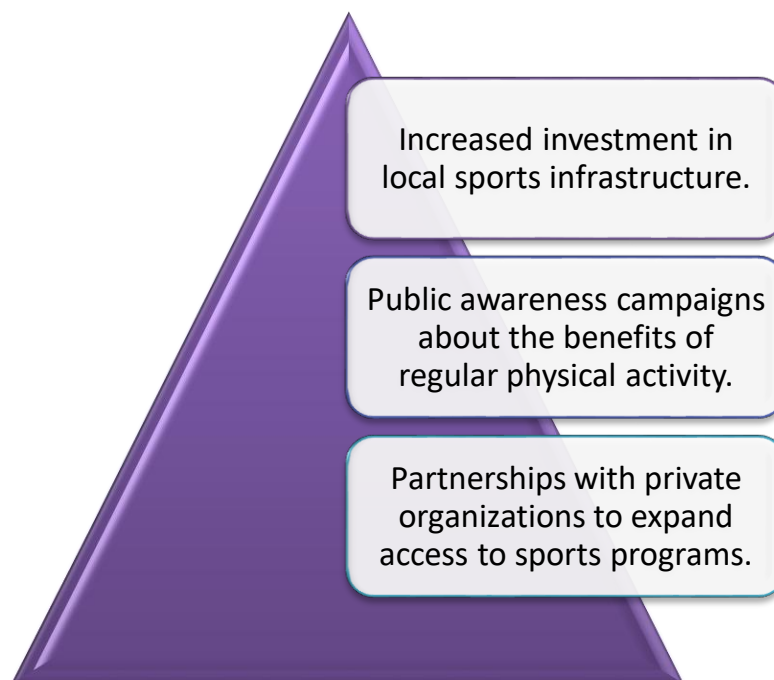 Increased investment in
local sports infrastructure.
Public awareness campaigns
about the benefits of
regular physical activity.
Partnerships with private
organizations to expand
access to sports programs.